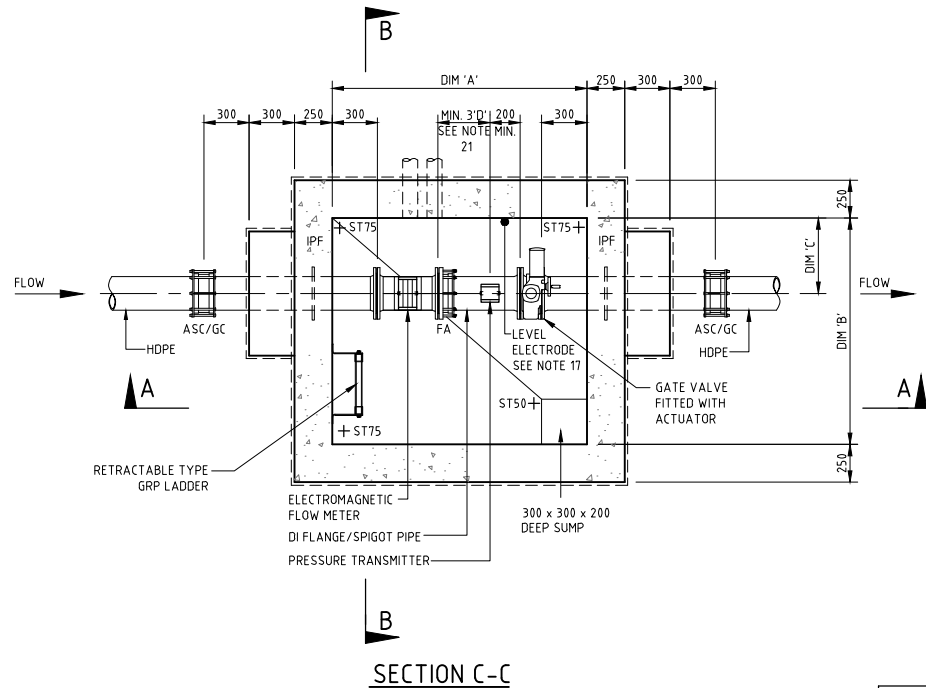 B
DIM 'A'
250
300
300
300
300
250
300
MIN. 3'D'
200
300
SEE NOTE
MIN.
21
250
ST75
ST75
IPF
IPF
DIM 'C'
FLOW
FLOW
DIM 'B'
ASC/GC
FA
ASC/GC
HDPE
LEVEL
ELECTRODE
SEE NOTE 17
HDPE
A
A
GATE VALVE
FITTED WITH
ACTUATOR
ST50
ST75
250
RETRACTABLE TYPE
GRP LADDER
ELECTROMAGNETIC
FLOW METER
300 x 300 x 200
DEEP SUMP
DI FLANGE/SPIGOT PIPE
PRESSURE TRANSMITTER
B
SECTION C-C